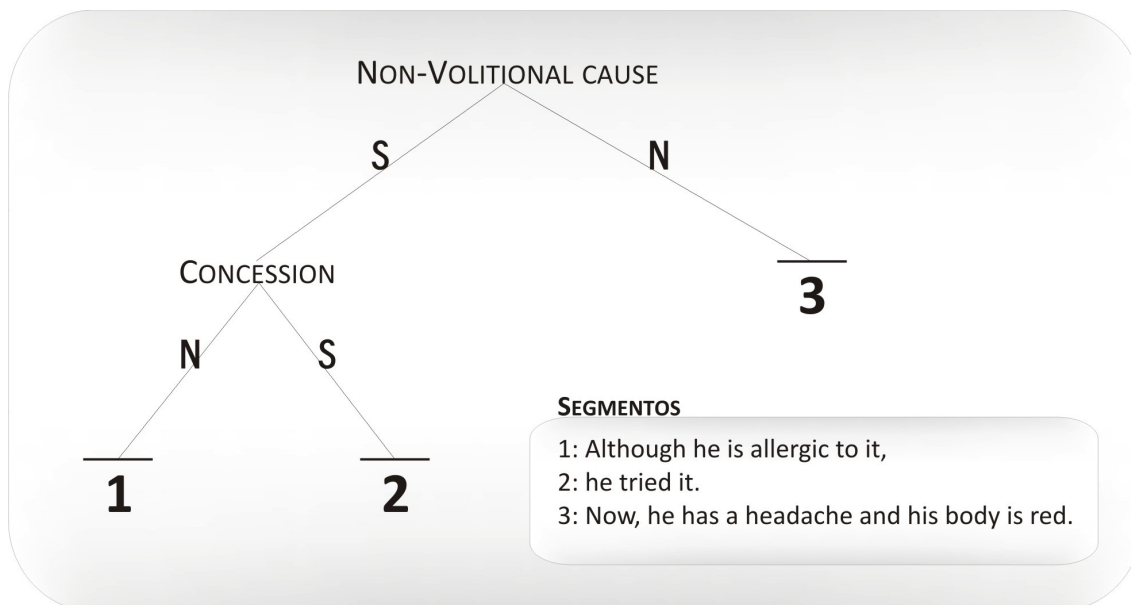 NON-VOLITIONAL CAUSE
S N
CONCESSION
3
N S
1 2
SEGMENTOS
1: Although he is allergic to it,
2: he tried it.
3: Now, he has a headache and his body is red.